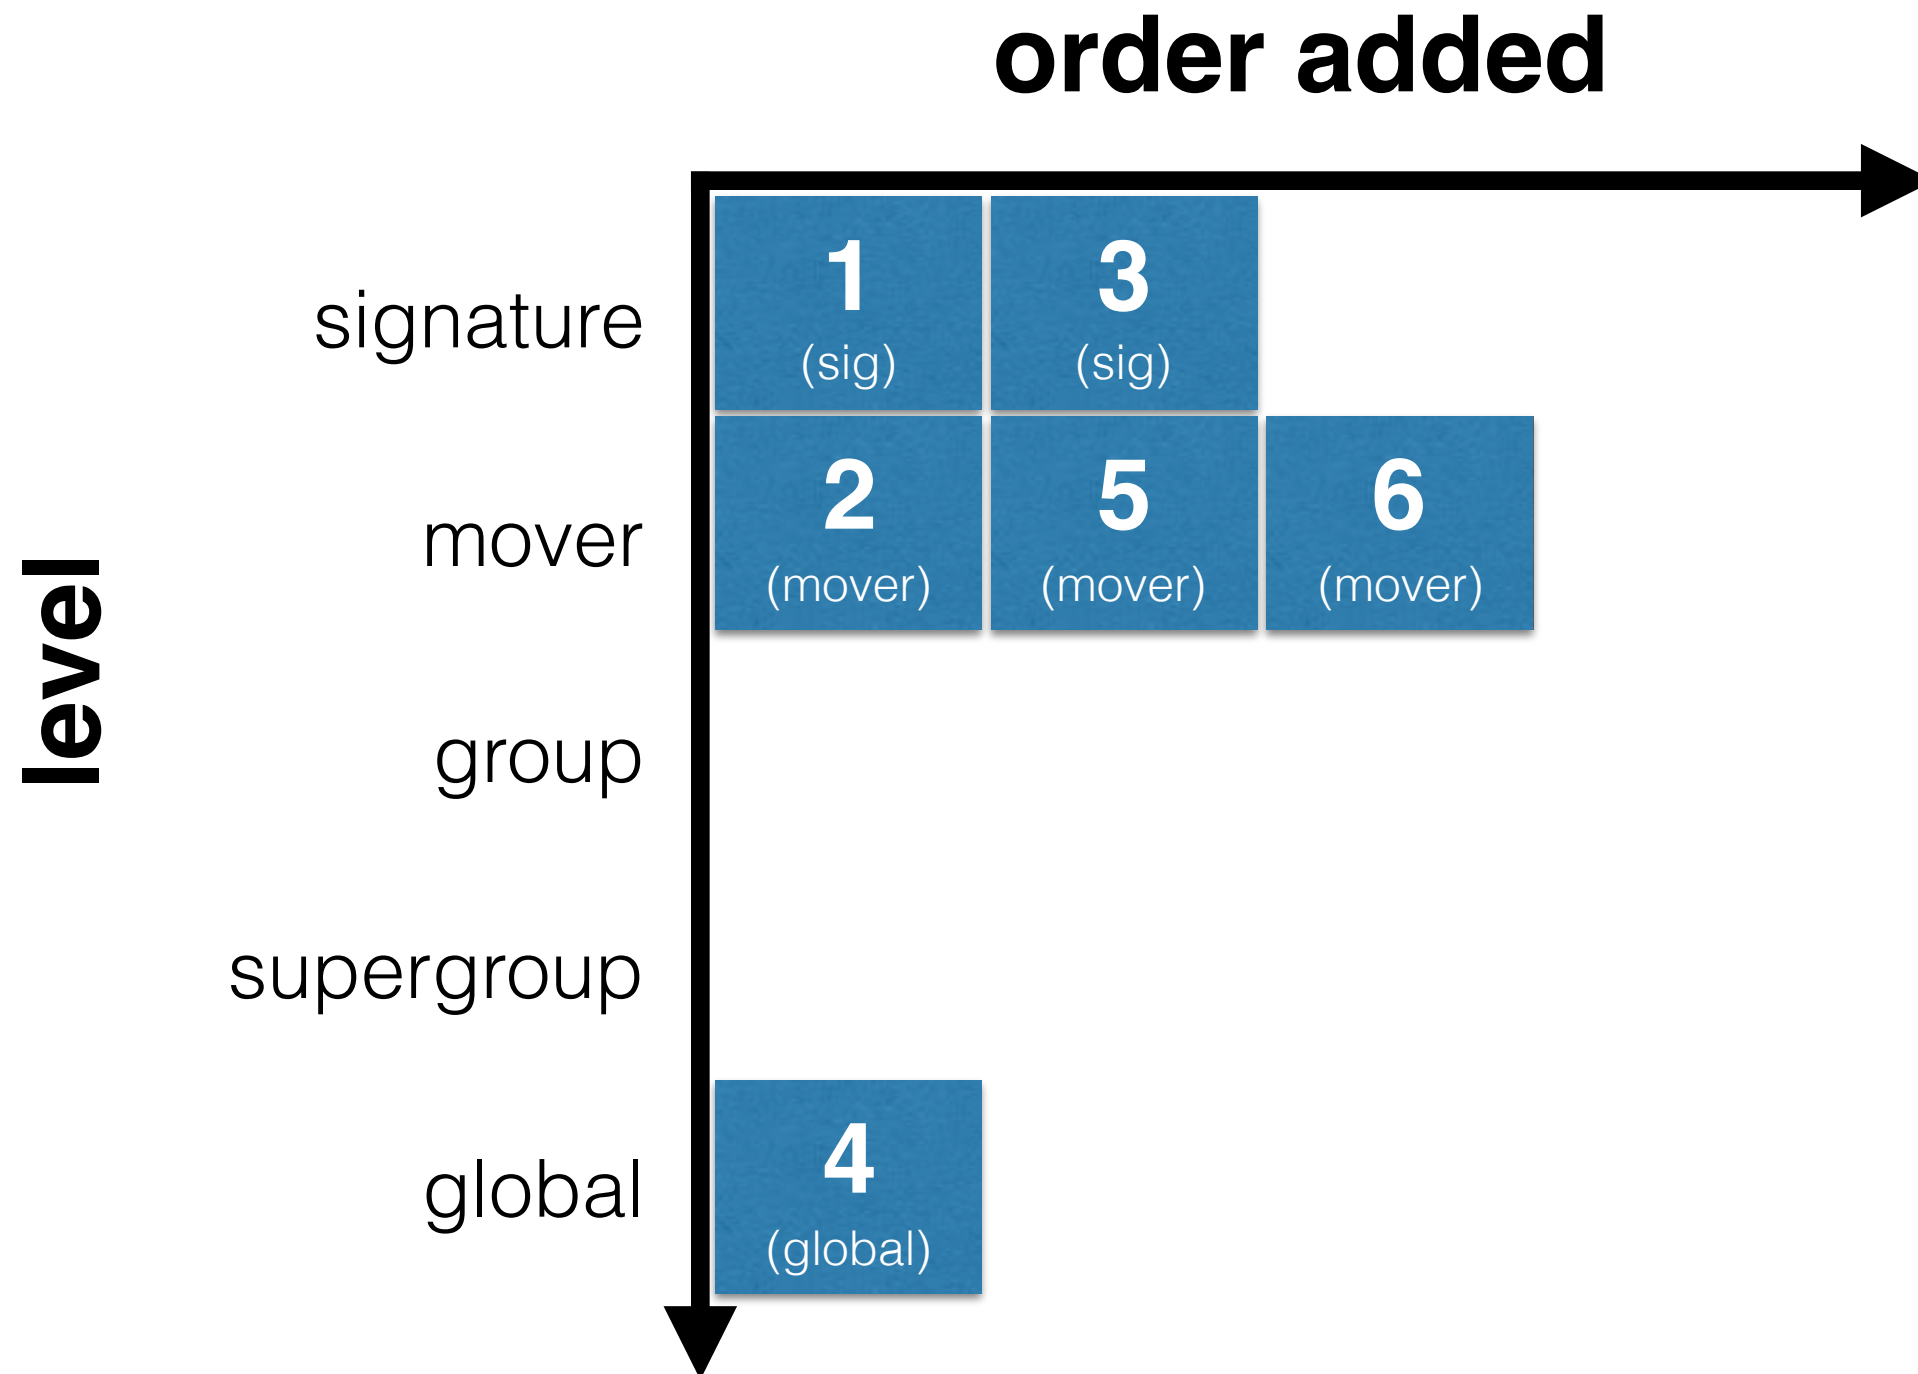 order added
level
signature
1
(sig)
3
(sig)
mover
2
(mover)
5
(mover)
6
(mover)
group
supergroup
global
4
(global)